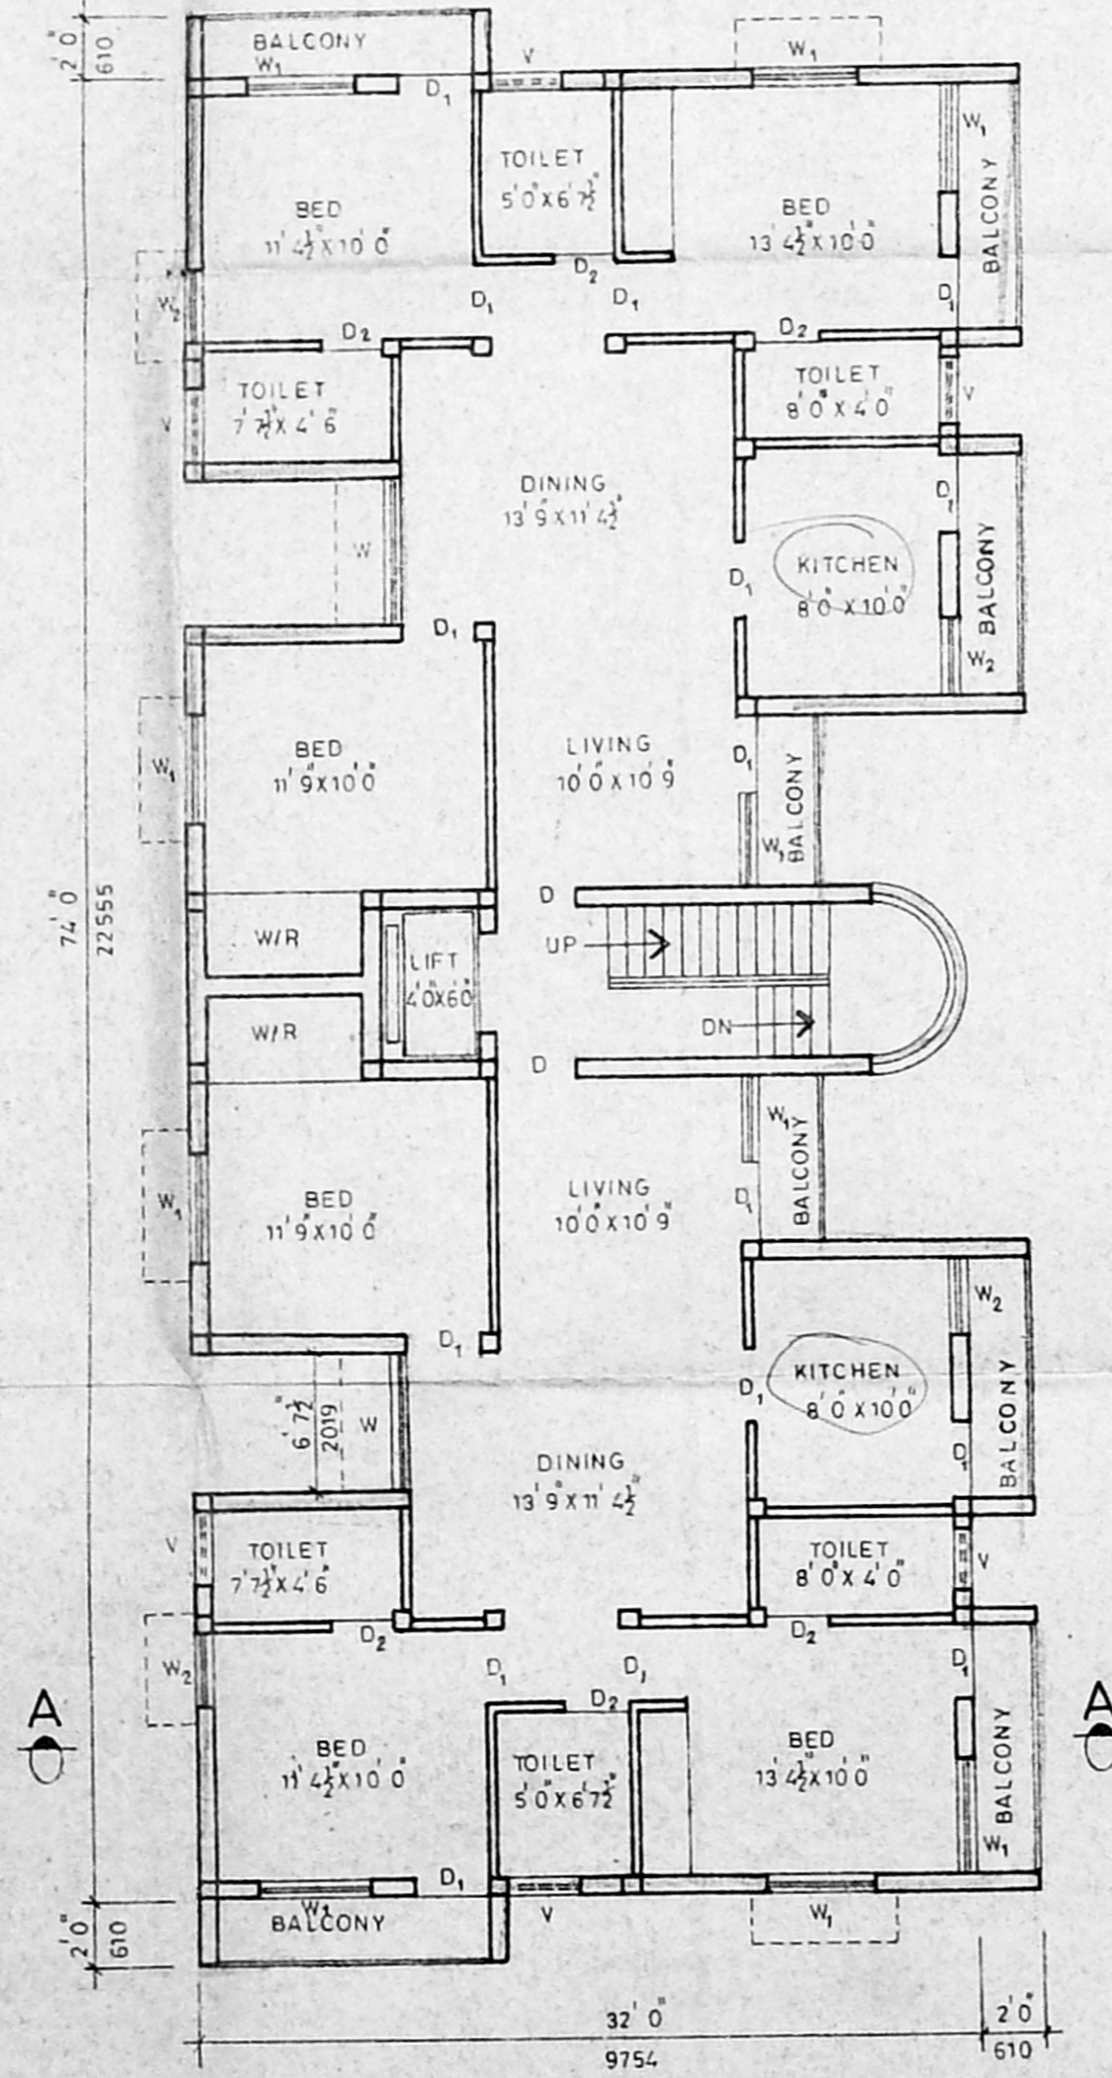 2'0"
610
BALCONY
W1
D1
V
W1
W1
BALCONY
TOILET
5'0"X6'7½"
BED
11'4½"X10'0"
BED
13'4½"X10'0"
D2
W2
D1
D1
D1
D2
D2
TOILET
7'7½"X4'6"
V
TOILET
8'0"X4'0"
V
DINING
13'9"X11'4½"
D1
W
KITCHEN
8'0"X10'0"
BALCONY
D1
D1
W2
BED
11'9"X10'0"
W1
LIVING
10'0"X10'9"
D1
BALCONY
W1
74'0"
22555
D
W/R
UP
LIFT
4'0"X6'0"
W/R
DN
D
W1
BALCONY
D1
BED
11'9"X10'0"
W1
LIVING
10'0"X10'9"
W2
D1
KITCHEN
8'0"X10'0"
D1
BALCONY
D1
6'7½"
2019
W
DINING
13'9"X11'4½"
V
TOILET
7'7½"X4'6"
TOILET
8'0"X4'0"
V
D2
D2
W2
D1
D1
D1
D2
A
A
BED
11'4½"X10'0"
TOILET
5'0"X6'7½"
BED
13'4½"X10'0"
BALCONY
W1
D1
W1
BALCONY
V
W1
2'0"
610
32'0"
9754
2'0"
610